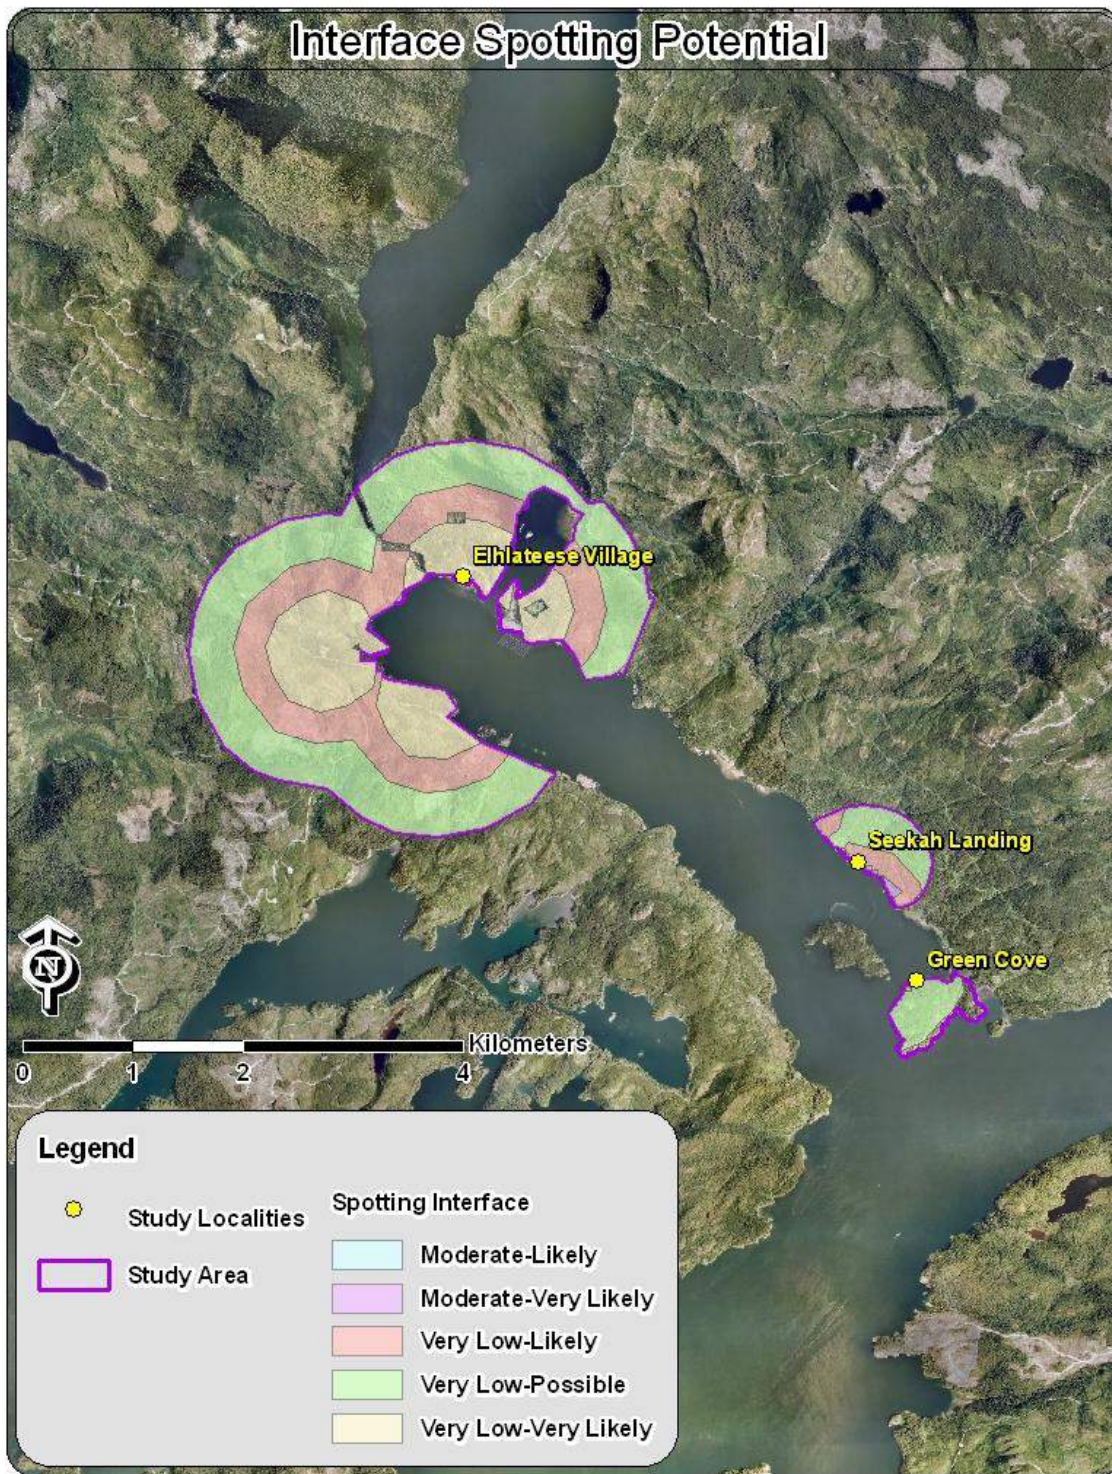 Interface Spotting Potential
Elhlateese Village
Seekah Landing
Green Cove
N
Kilometers
0 1 2 4
Legend
Study Localities
Study Area
Spotting Interface
Moderate-Likely
Moderate-Very Likely
Very Low-Likely
Very Low-Possible
Very Low-Very Likely